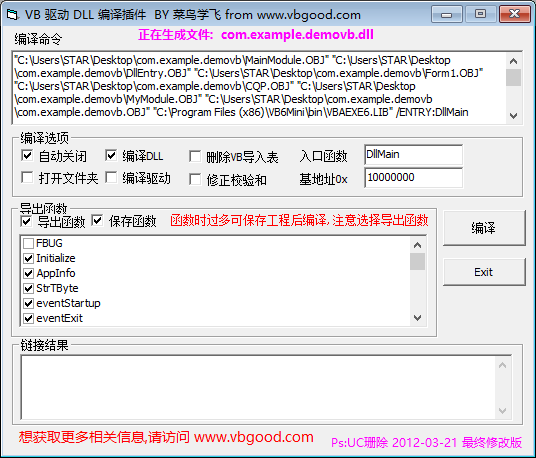 VB 驱动 DLL 编译插件  BY 菜鸟学飞 from www.vbgood.com
编译命令
正在生成文件: com.example.demovb.dll
"C:\Users\STAR\Desktop\com.example.demovb\MainModule.OBJ" "C:\Users\STAR\Desktop
\com.example.demovb\DllEntry.OBJ" "C:\Users\STAR\Desktop\com.example.demovb\Form1.OBJ"
"C:\Users\STAR\Desktop\com.example.demovb\CQP.OBJ" "C:\Users\STAR\Desktop
\com.example.demovb\MyModule.OBJ" "C:\Users\STAR\Desktop\com.example.demovb
\com.example.demovb.OBJ" "C:\Program Files (x86)\VB6Mini\bin\VBAEXE6.LIB" /ENTRY:DllMain
编译选项
自动关闭 编译DLL 删除VB导入表 入口函数 DllMain
打开文件夹 编译驱动 修正校验和 基地址0x 10000000
导出函数
导出函数 保存函数 函数时过多可保存工程后编译, 注意选择导出函数
编译
FBUG
Initialize
AppInfo
Exit
StrTByte
eventStartup
eventExit
链接结果
想获取更多相关信息,请访问 www.vbgood.com
Ps:UC珊除 2012-03-21 最终修改版